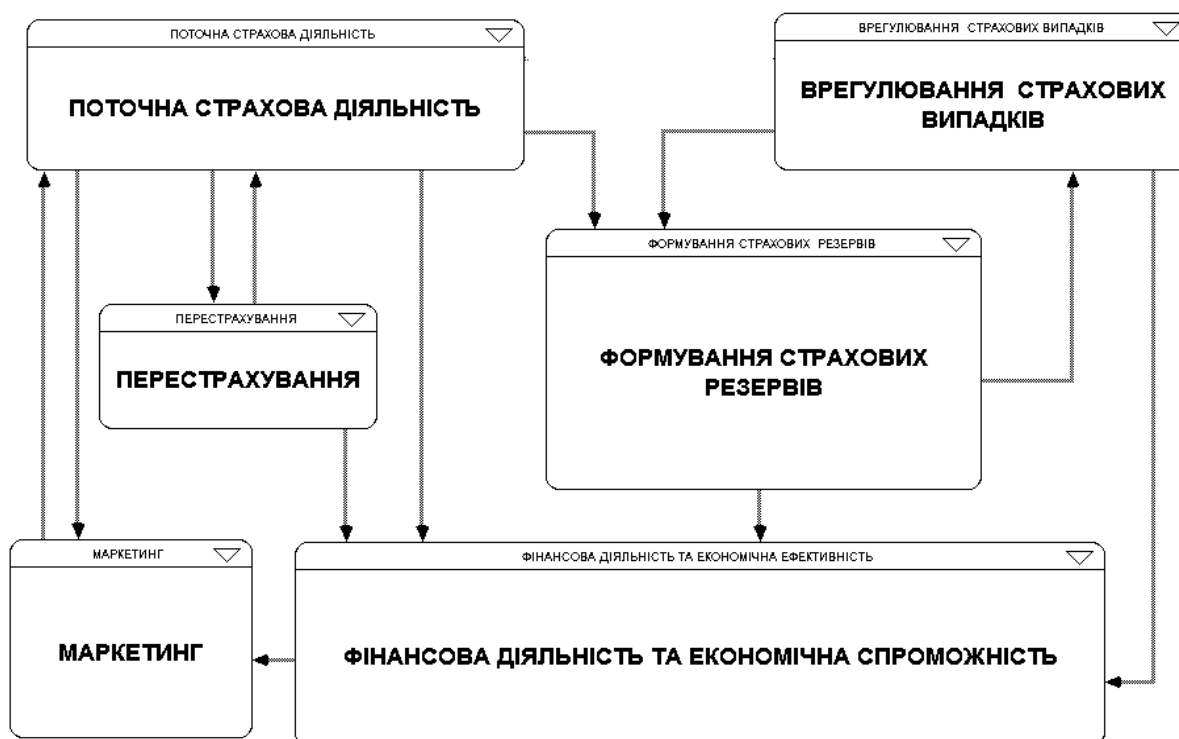 ПОТОЧНА СТРАХОВА ДІЯЛЬНІСТЬ
ПОТОЧНА СТРАХОВА ДІЯЛЬНІСТЬ
ВРЕГУЛЮВАННЯ СТРАХОВИХ ВИПАДКІВ
ВРЕГУЛЮВАННЯ СТРАХОВИХ
ВИПАДКІВ
ФОРМУВАННЯ СТРАХОВИХ РЕЗЕРВІВ
ФОРМУВАННЯ СТРАХОВИХ
РЕЗЕРВІВ
ПЕРЕСТРАХУВАННЯ
ПЕРЕСТРАХУВАННЯ
МАРКЕТИНГ
МАРКЕТИНГ
ФІНАНСОВА ДІЯЛЬНІСТЬ ТА ЕКОНОМІЧНА ЕФЕКТИВНІСТЬ
ФІНАНСОВА ДІЯЛЬНІСТЬ ТА ЕКОНОМІЧНА СПРОМОЖНІСТЬ